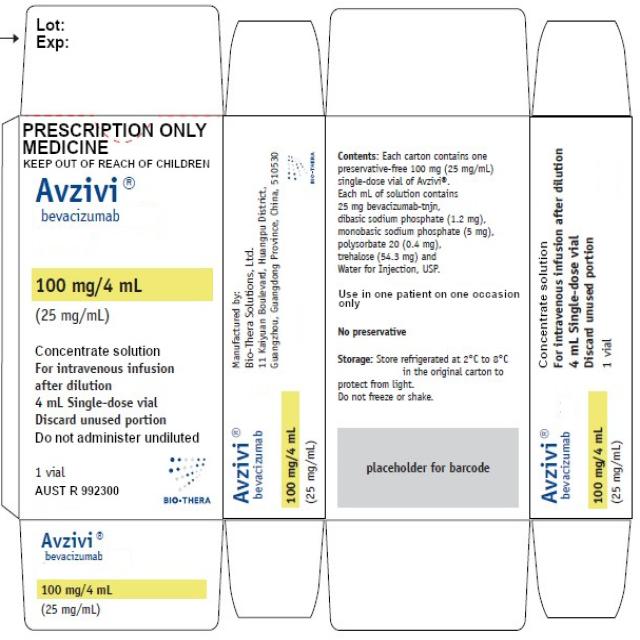 Lot:
Exp:
PRESCRIPTION ONLY
MEDICINE
KEEP OUT OF REACH OF CHILDREN
Avzivi®
bevacizumab
100 mg/4 mL
(25 mg/mL)
Concentrate solution
For intravenous infusion
after dilution
4 mL Single-dose vial
Discard unused portion
Do not administer undiluted
1 vial
AUST R 992300
BIO-THERA
Avzivi®
bevacizumab
100 mg/4 mL
(25 mg/mL)
Manufactured by:
Bio-Thera Solutions, Ltd.
11 Kaiyuan Boulevard, Huangpu District,
Guangzhou, Guangdong Province, China, 510530
BIO-THERA
Avzivi®
bevacizumab
100 mg/4 mL
(25 mg/mL)
Contents: Each carton contains one
preservative-free 100 mg (25 mg/mL)
single-dose vial of Avzivi®.
Each mL of solution contains
25 mg bevacizumab-tnjn,
dibasic sodium phosphate (1.2 mg),
monobasic sodium phosphate (5 mg),
polysorbate 20 (0.4 mg),
trehalose (54.3 mg) and
Water for Injection, USP.
Use in one patient on one occasion
only
No preservative
Storage: Store refrigerated at 2°C to 8°C
in the original carton to
protect from light.
Do not freeze or shake.
placeholder for barcode
Concentrate solution
For intravenous infusion after dilution
4 mL Single-dose vial
Discard unused portion
1 vial
Avzivi®
bevacizumab
100 mg/4 mL
(25 mg/mL)